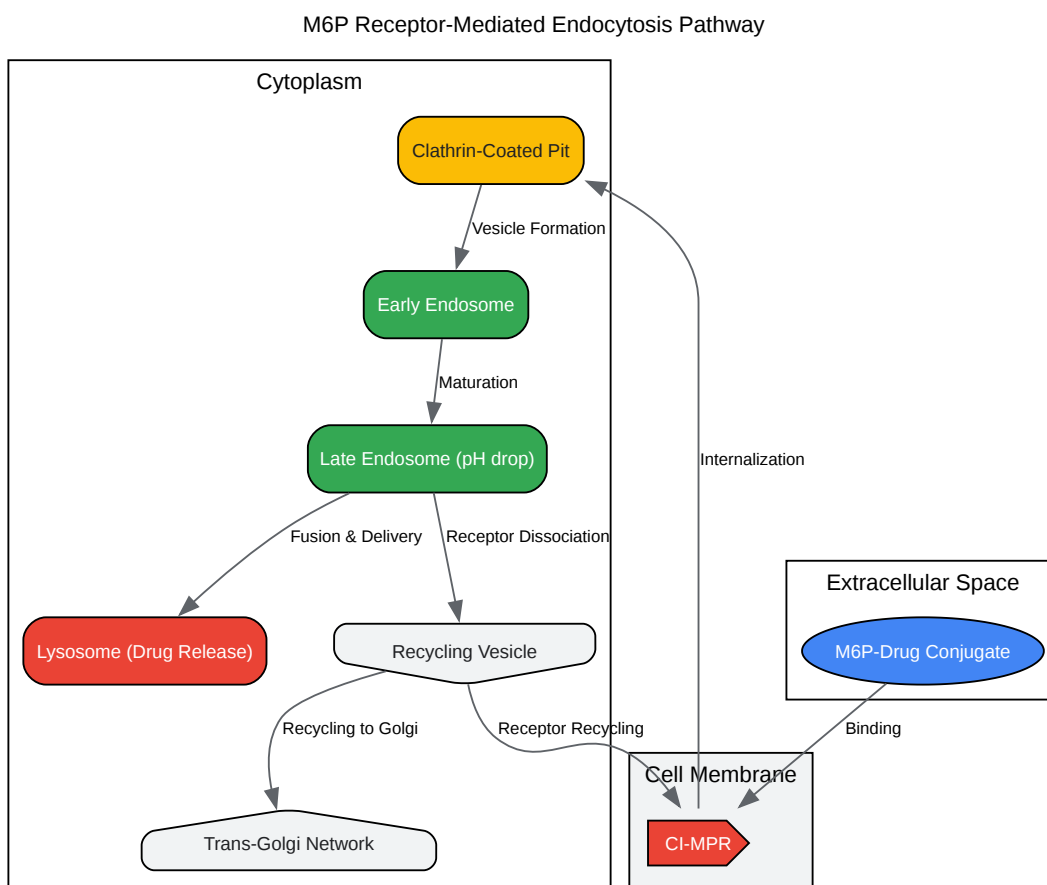 M6P Receptor-Mediated Endocytosis Pathway
Cytoplasm
Clathrin-Coated Pit
Vesicle Formation
Early Endosome
Maturation
Late Endosome (pH drop)
Internalization
Fusion & Delivery
Receptor Dissociation
Extracellular Space
Lysosome (Drug Release)
Recycling Vesicle
M6P-Drug Conjugate
Recycling to Golgi
Receptor Recycling
Binding
Cell Membrane
Trans-Golgi Network
CI-MPR